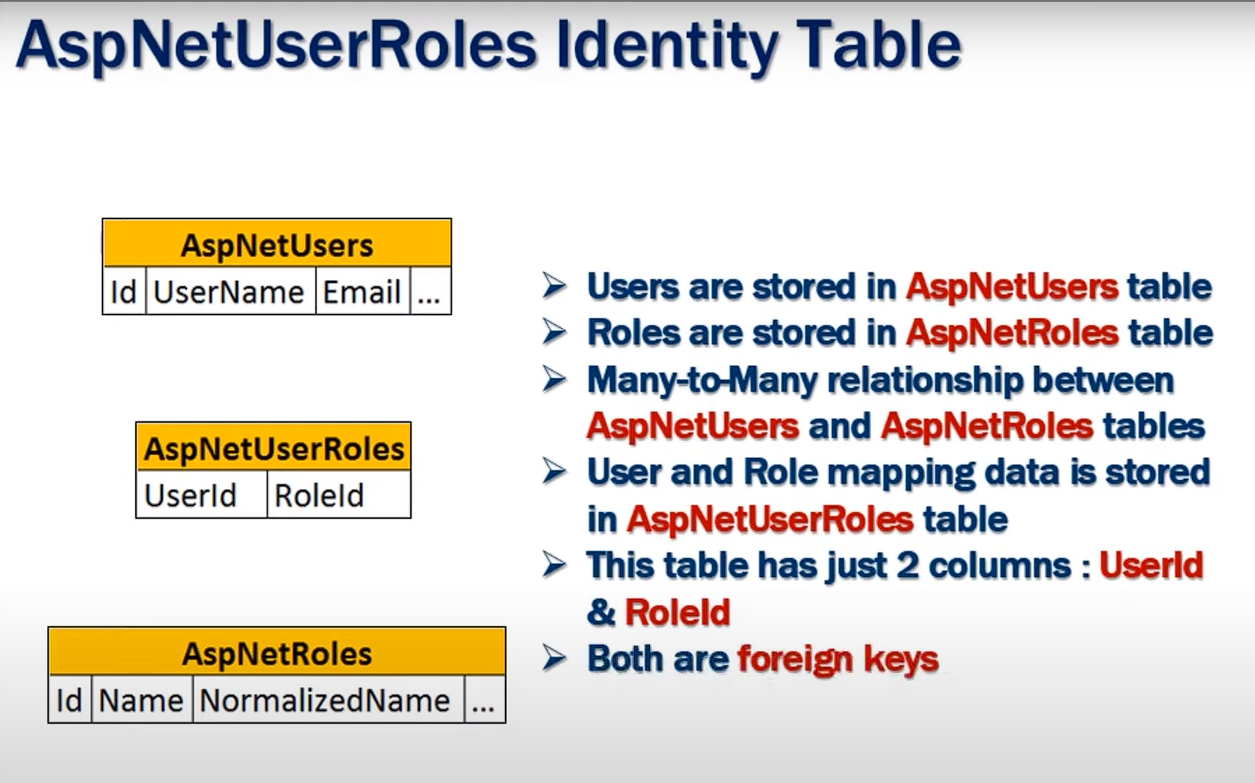 AspNetUserRoles Identity Table
AspNetUsers
Id UserName Email ...
AspNetUserRoles
UserId RoleId
AspNetRoles
Id Name NormalizedName ...
➢ Users are stored in AspNetUsers table
➢ Roles are stored in AspNetRoles table
➢ Many-to-Many relationship between
AspNetUsers and AspNetRoles tables
➢ User and Role mapping data is stored
in AspNetUserRoles table
➢ This table has just 2 columns : UserId
& RoleId
➢ Both are foreign keys